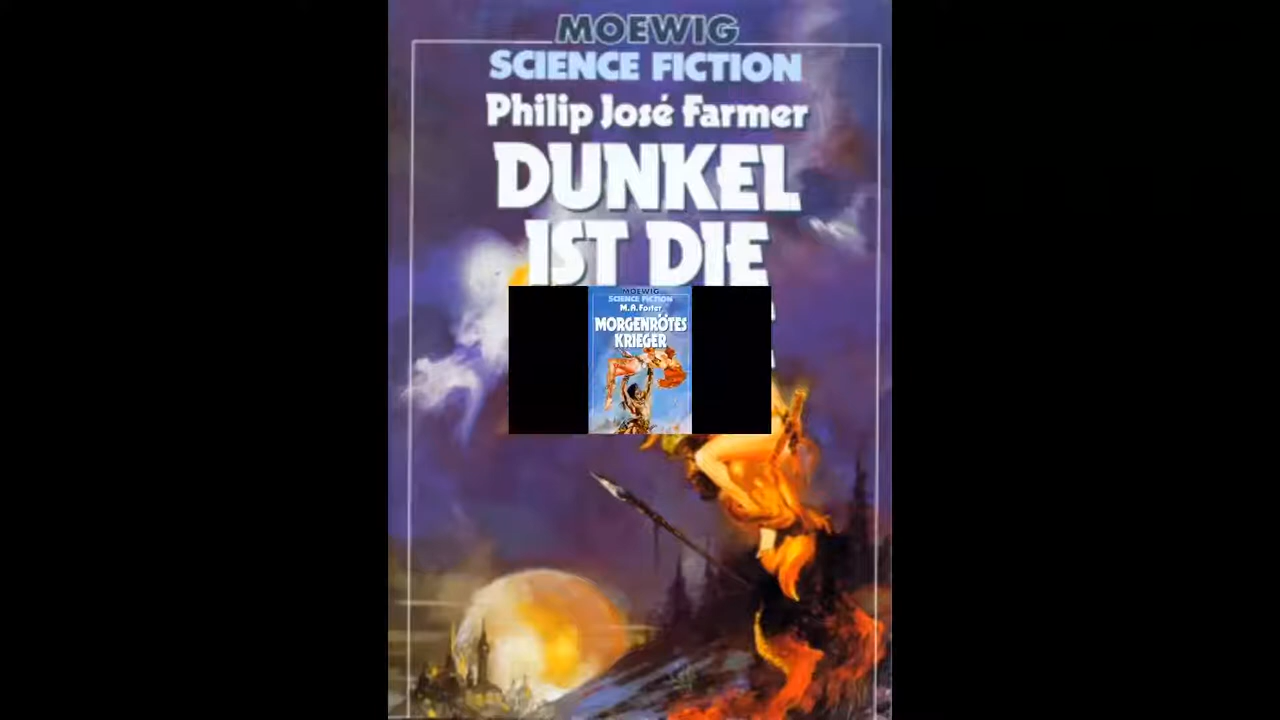 MOEWIG
SCIENCE FICTION
Philip José Farmer
DUNKEL
IST DIE
MOEWIG
SCIENCE FICTION
M.A. Foster
MORGENRÖTES
KRIEGER